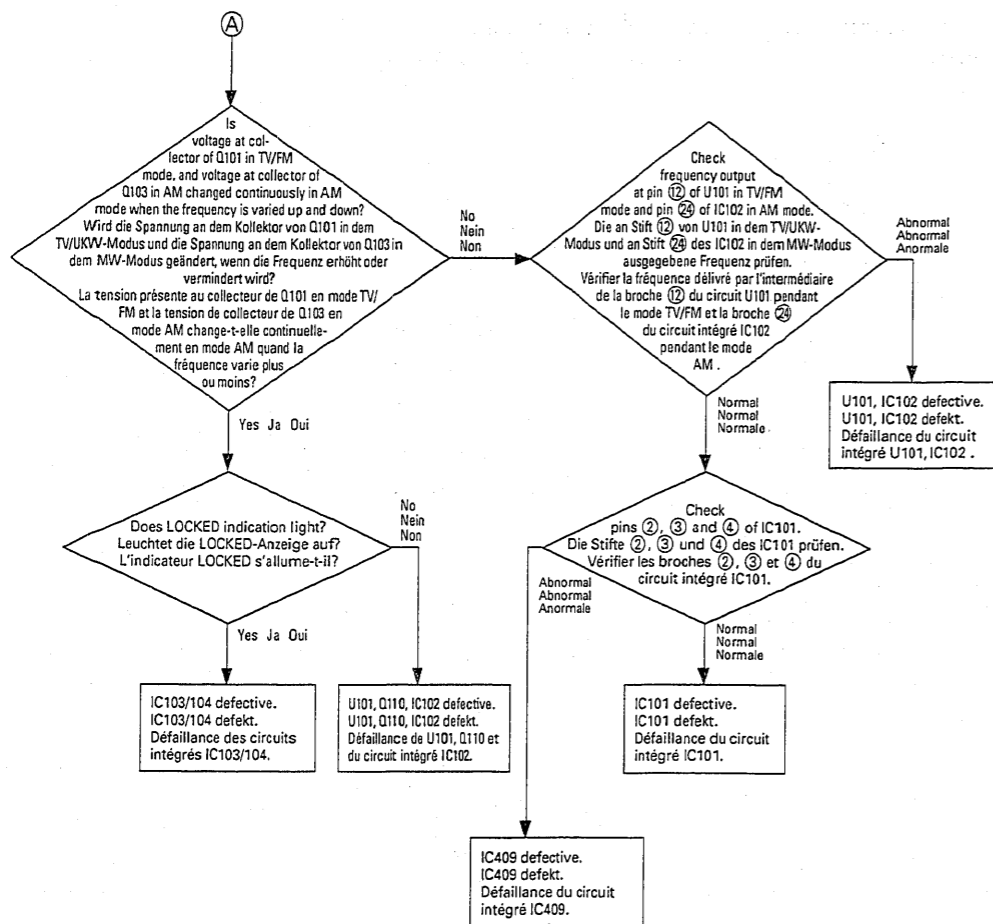 A
Is
voltage at col-
lector of Q101 in TV/FM
mode, and voltage at collector of
Q103 in AM changed continuously in AM
mode when the frequency is varied up and down?
Wird die Spannung an dem Kollektor von Q101 in dem
TV/UKW-Modus und die Spannung an dem Kollektor von Q103 in
dem MW-Modus geändert, wenn die Frequenz erhöht oder
vermindert wird?
La tension présente au collecteur de Q101 en mode TV/
FM et la tension de collecteur de Q103 en
mode AM change-t-elle continuelle-
ment en mode AM quand la
fréquence varie plus
ou moins?
No
Nein
Non
Check
frequency output
at pin ⑫ of U101 in TV/FM
mode and pin ㉔ of IC102 in AM mode.
Die an Stift ⑫ von U101 in dem TV/UKW-
Modus und an Stift ㉔ des IC102 in dem MW-Modus
ausgegebene Frequenz prüfen.
Vérifier la fréquence délivré par l'intermédiaire
de la broche ⑫ du circuit U101 pendant
le mode TV/FM et la broche ㉔
du circuit intégré IC102
pendant le mode
AM .
Abnormal
Abnormal
Anormale
U101, IC102 defective.
U101, IC102 defekt.
Défaillance du circuit
intégré U101, IC102 .
Yes Ja Oui
Normal
Normal
Normale
Does LOCKED indication light?
Leuchtet die LOCKED-Anzeige auf?
L'indicateur LOCKED s'allume-t-il?
No
Nein
Non
Check
pins ②, ③ and ④ of IC101.
Die Stifte ②, ③ und ④ des IC101 prüfen.
Vérifier les broches ②, ③ et ④ du
circuit intégré IC101.
Abnormal
Abnormal
Anormale
Yes Ja Oui
Normal
Normal
Normale
IC103/104 defective.
IC103/104 defekt.
Défaillance des circuits
intégrés IC103/104.
U101, Q110, IC102 defective.
U101, Q110, IC102 defekt.
Défaillance de U101, Q110 et
du circuit intégré IC102.
IC101 defective.
IC101 defekt.
Défaillance du circuit
intégré IC101.
IC409 defective.
IC409 defekt.
Défaillance du circuit
intégré IC409.